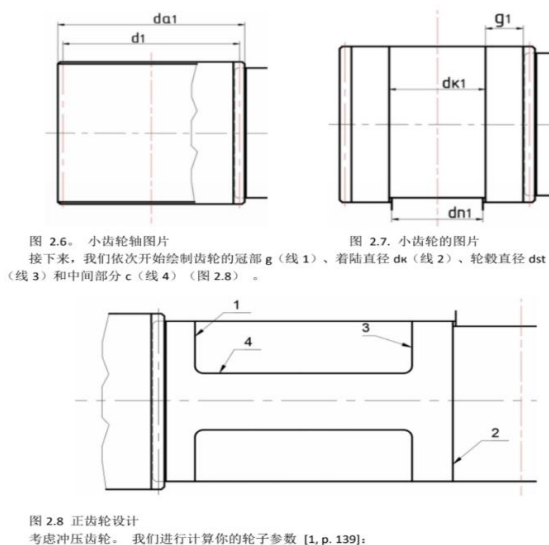 da1
d1
g1
dк1
dn1
图 2.6。 小齿轮轴图片
图 2.7. 小齿轮的图片
接下来，我们依次开始绘制齿轮的冠部 g（线 1）、着陆直径 dк（线 2）、轮毂直径 dst
（线 3）和中间部分 c（线 4）（图 2.8） 。
1
4
3
2
图 2.8 正齿轮设计
考虑冲压齿轮。 我们进行计算你的轮子参数 [1, p. 139]：